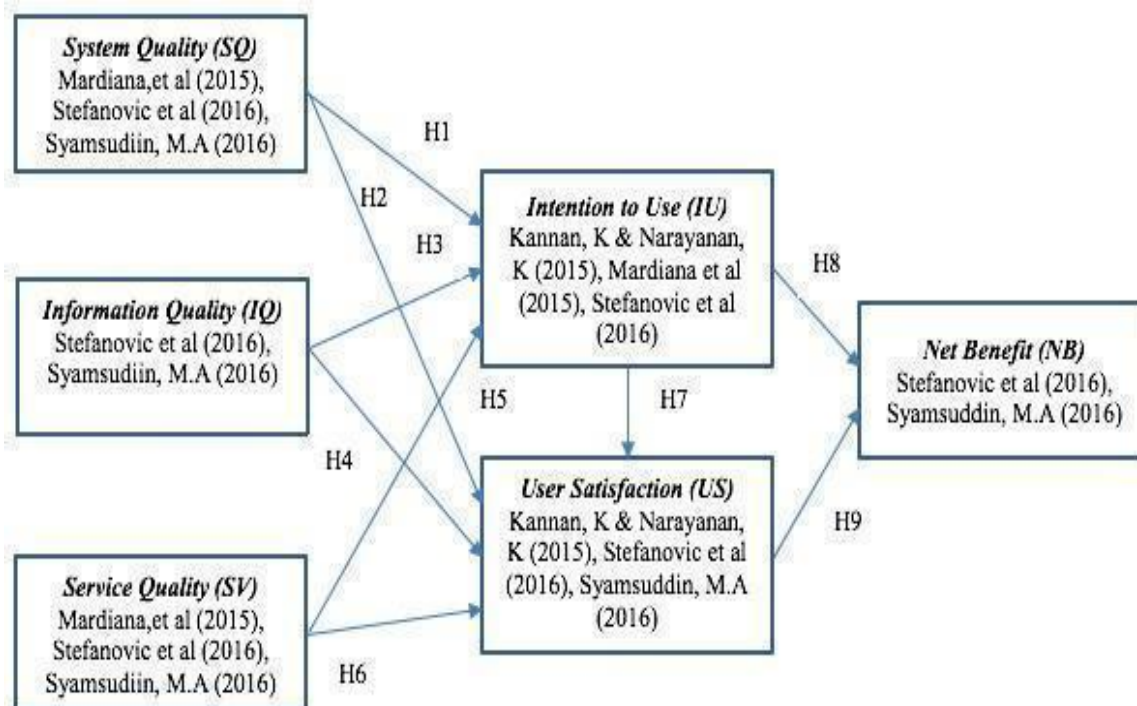 System Quality (SQ)
Mardiana,et al (2015),
Stefanovic et al (2016),
Syamsudiin, M.A (2016)
H1
H2
H3
Intention to Use (IU)
Kannan, K & Narayanan,
K (2015), Mardiana et al
(2015), Stefanovic et al
(2016)
H8
Information Quality (IQ)
Stefanovic et al (2016),
Syamsudiin, M.A (2016)
Net Benefit (NB)
Stefanovic et al (2016),
Syamsuddin, M.A (2016)
H5
H7
H4
User Satisfaction (US)
Kannan, K & Narayanan,
K (2015), Stefanovic et al
(2016), Syamsuddin, M.A
(2016)
H9
Service Quality (SV)
Mardiana,et al (2015),
Stefanovic et al (2016),
Syamsudiin, M.A (2016)
H6